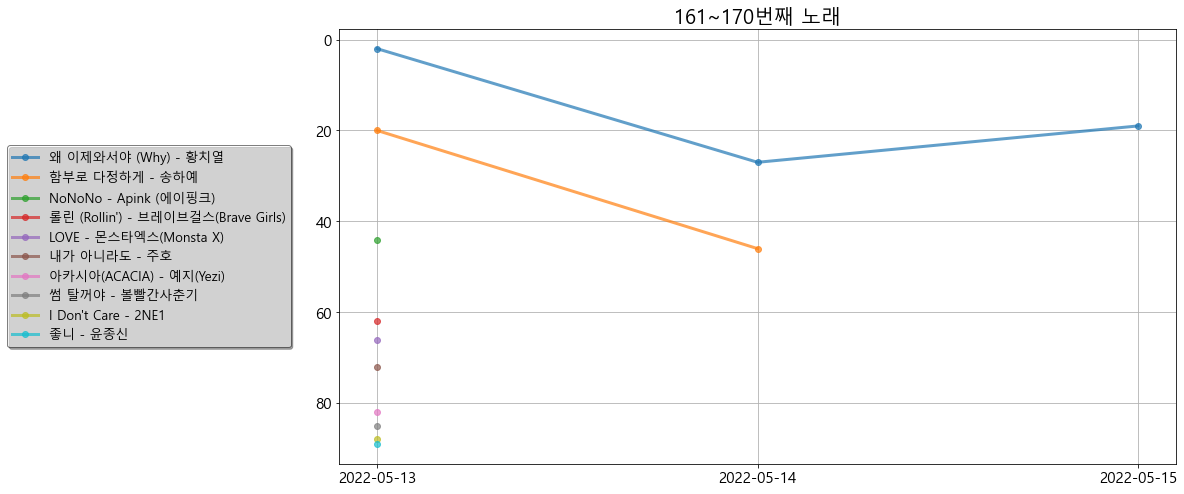 161~170번째 노래
왜 이제와서야 (Why) - 황치열
함부로 다정하게 - 송하예
NoNoNo - Apink (에이핑크)
롤린 (Rollin') - 브레이브걸스(Brave Girls)
LOVE - 몬스타엑스(Monsta X)
내가 아니라도 - 주호
아카시아(ACACIA) - 예지(Yezi)
썸 탈꺼야 - 볼빨간사춘기
I Don't Care - 2NE1
좋니 - 윤종신
0
20
40
60
80
2022-05-13
2022-05-14
2022-05-15